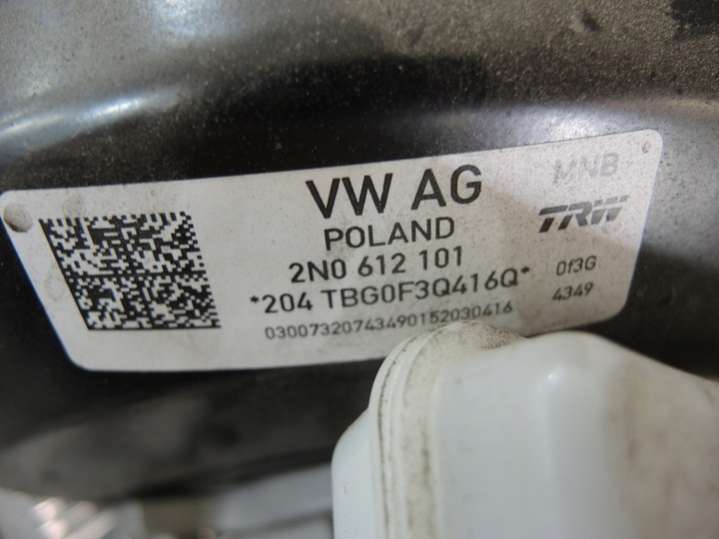 VW AG
MNB
POLAND
TRW
2N0 612 101
*204 TBG0F3Q416Q*
0f3G
03007320743490152030416
4349